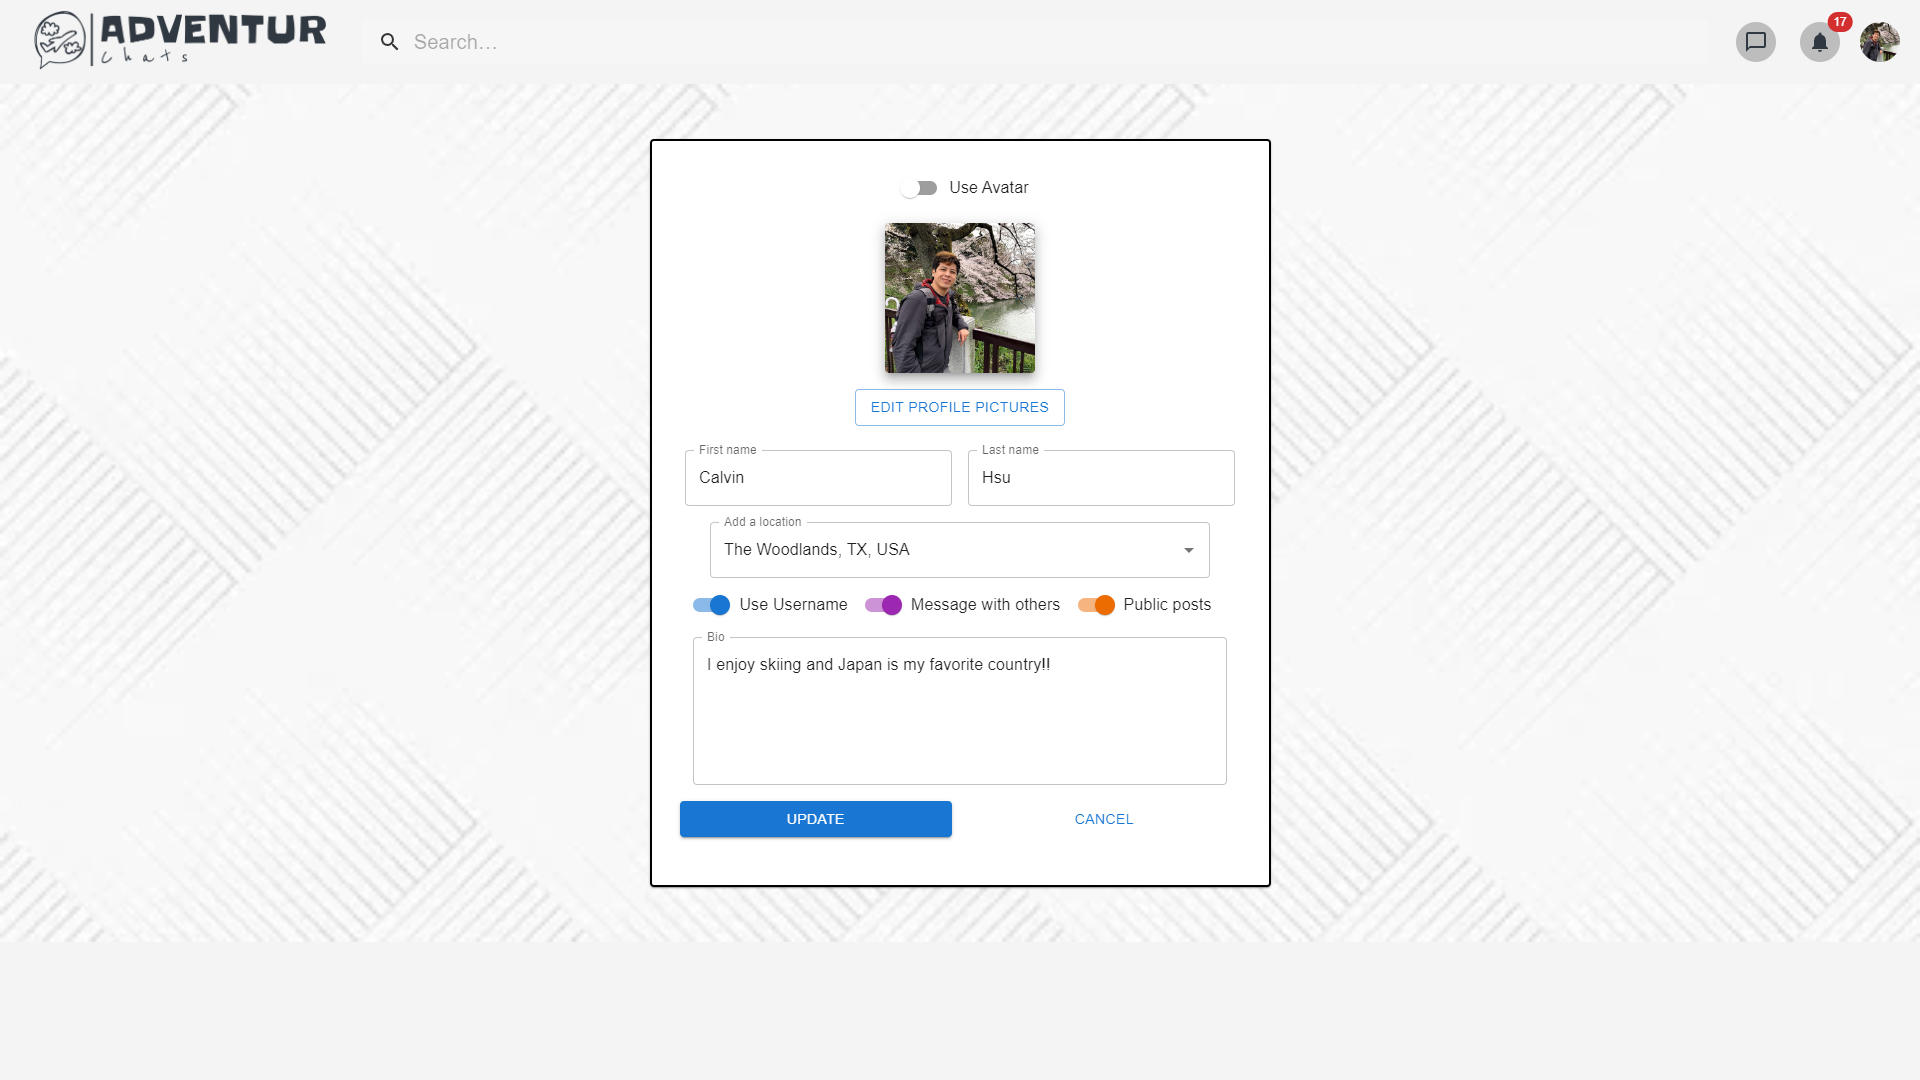 ADVENTUR
Chats
Search...
17
Use Avatar
EDIT PROFILE PICTURES
First name
Calvin
Last name
Hsu
Add a location
The Woodlands, TX, USA
Use Username
Message with others
Public posts
Bio
I enjoy skiing and Japan is my favorite country!!
UPDATE
CANCEL